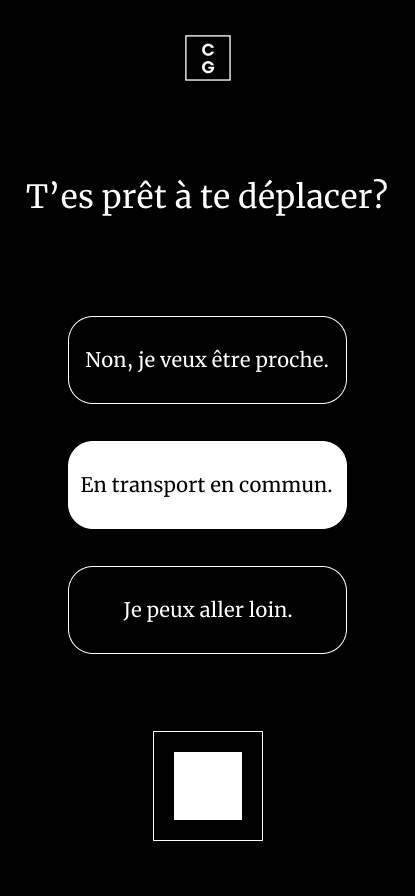 C
G
T’es prêt à te déplacer?
Non, je veux être proche.
En transport en commun.
Je peux aller loin.